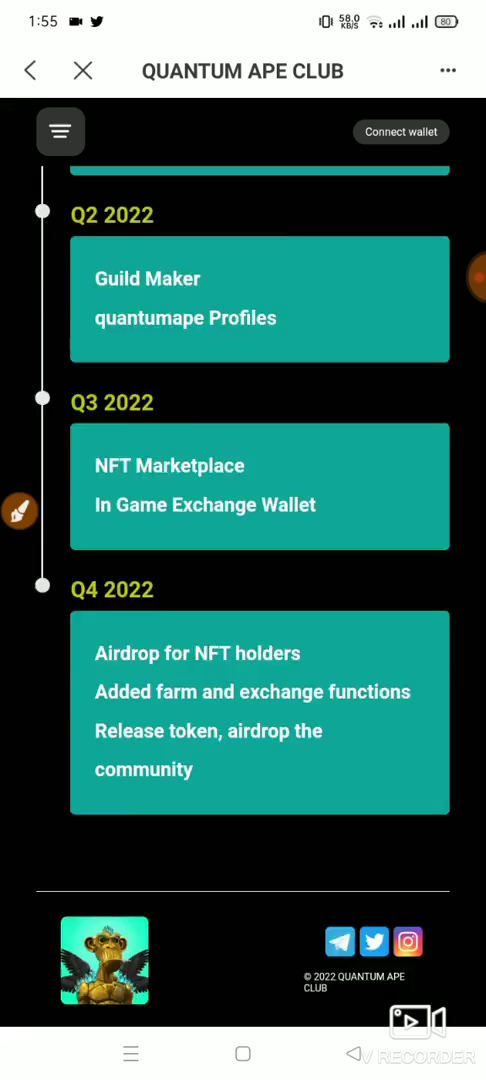 1:55
58.0
KB/S
80
QUANTUM APE CLUB
Connect wallet
Q2 2022
Guild Maker
quantumape Profiles
Q3 2022
NFT Marketplace
In Game Exchange Wallet
Q4 2022
Airdrop for NFT holders
Added farm and exchange functions
Release token, airdrop the
community
© 2022 QUANTUM APE
CLUB
V RECORDER